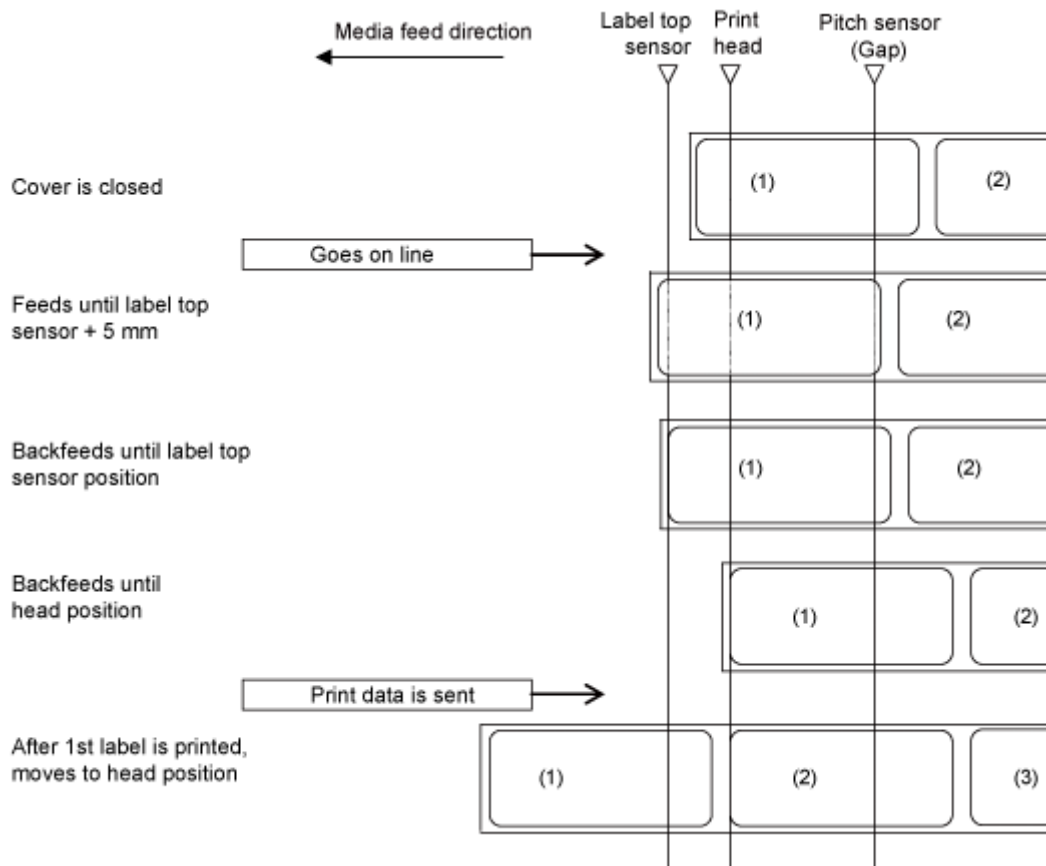 Media feed direction
Label top
sensor
Print
head
Pitch sensor
(Gap)
Cover is closed
(1)
(2)
Goes on line
Feeds until label top
sensor + 5 mm
(1)
(2)
Backfeeds until label top
sensor position
(1)
(2)
Backfeeds until
head position
(1)
(2)
Print data is sent
After 1st label is printed,
moves to head position
(1)
(2)
(3)